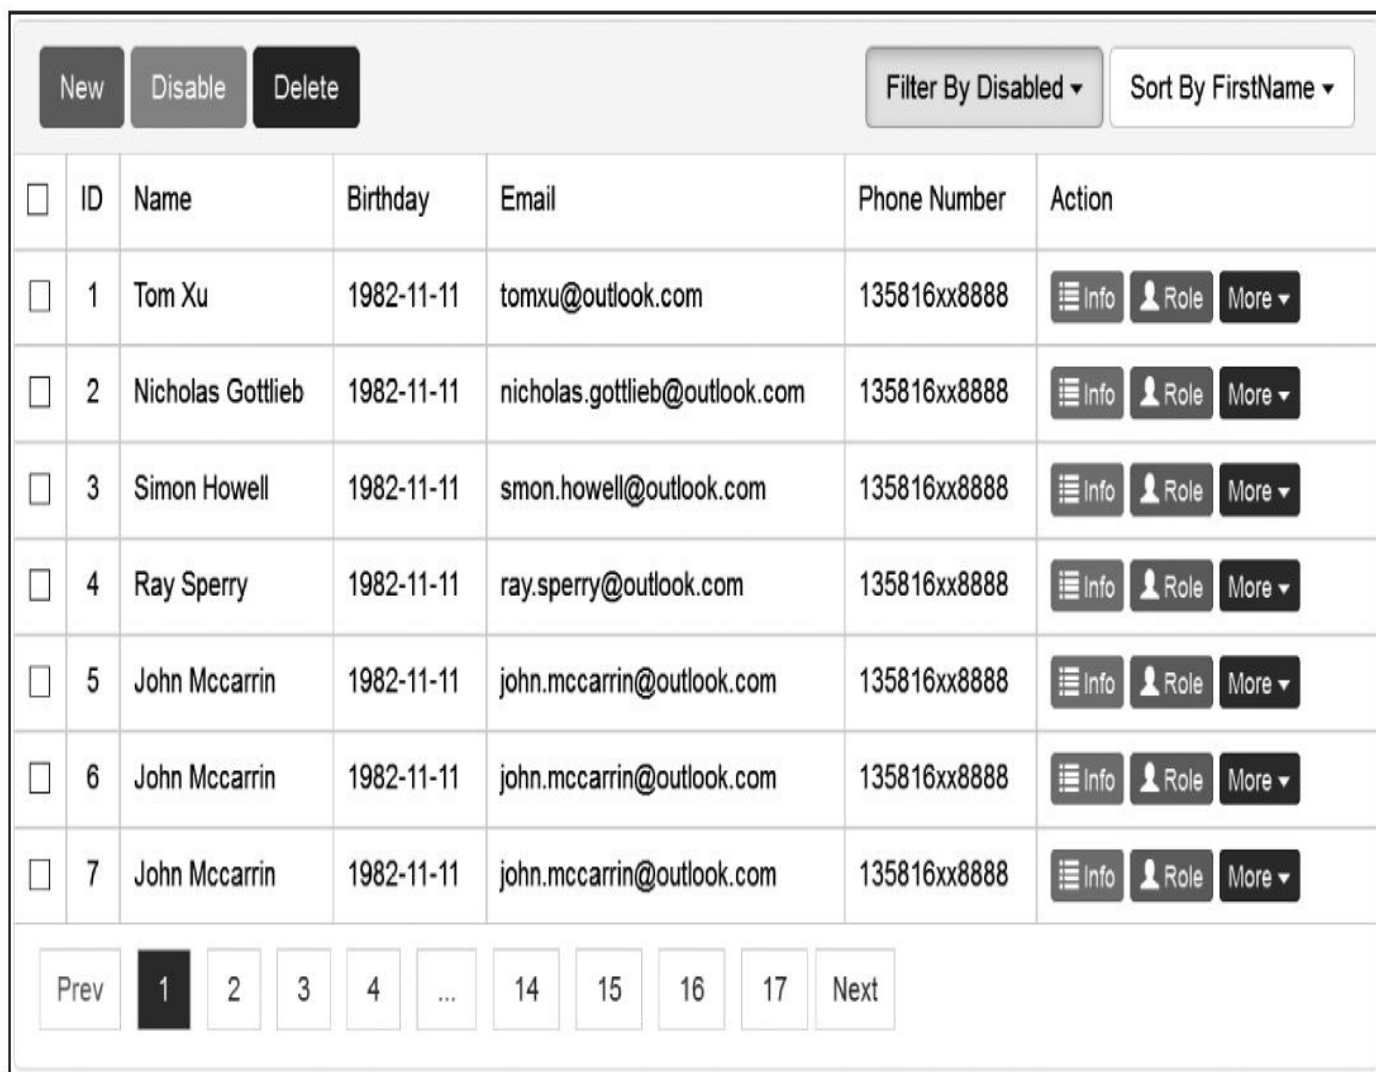 New Disable Delete Filter By Disabled Sort By FirstName
ID Name Birthday Email Phone Number Action
1 Tom Xu 1982-11-11 tomxu@outlook.com 135816xx8888 Info Role More
2 Nicholas Gottlieb 1982-11-11 nicholas.gottlieb@outlook.com 135816xx8888 Info Role More
3 Simon Howell 1982-11-11 smon.howell@outlook.com 135816xx8888 Info Role More
4 Ray Sperry 1982-11-11 ray.sperry@outlook.com 135816xx8888 Info Role More
5 John Mccarrin 1982-11-11 john.mccarrin@outlook.com 135816xx8888 Info Role More
6 John Mccarrin 1982-11-11 john.mccarrin@outlook.com 135816xx8888 Info Role More
7 John Mccarrin 1982-11-11 john.mccarrin@outlook.com 135816xx8888 Info Role More
Prev 1 2 3 4 ... 14 15 16 17 Next